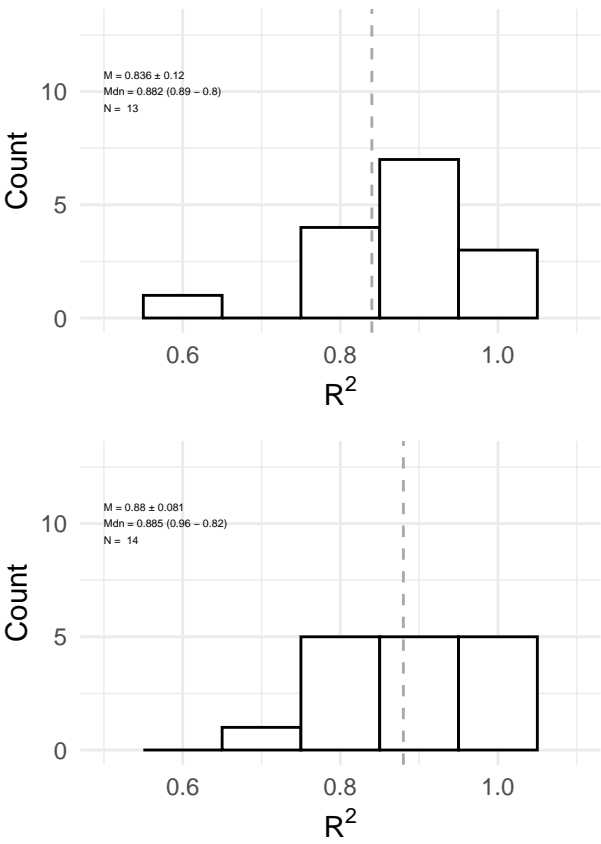 M = 0.836 ± 0.12
Mdn = 0.882 (0.89 − 0.8)
N = 13
10
5
0
Count
0.6 0.8 1.0
R²
M = 0.88 ± 0.081
Mdn = 0.885 (0.96 − 0.82)
N = 14
10
5
0
Count
0.6 0.8 1.0
R²